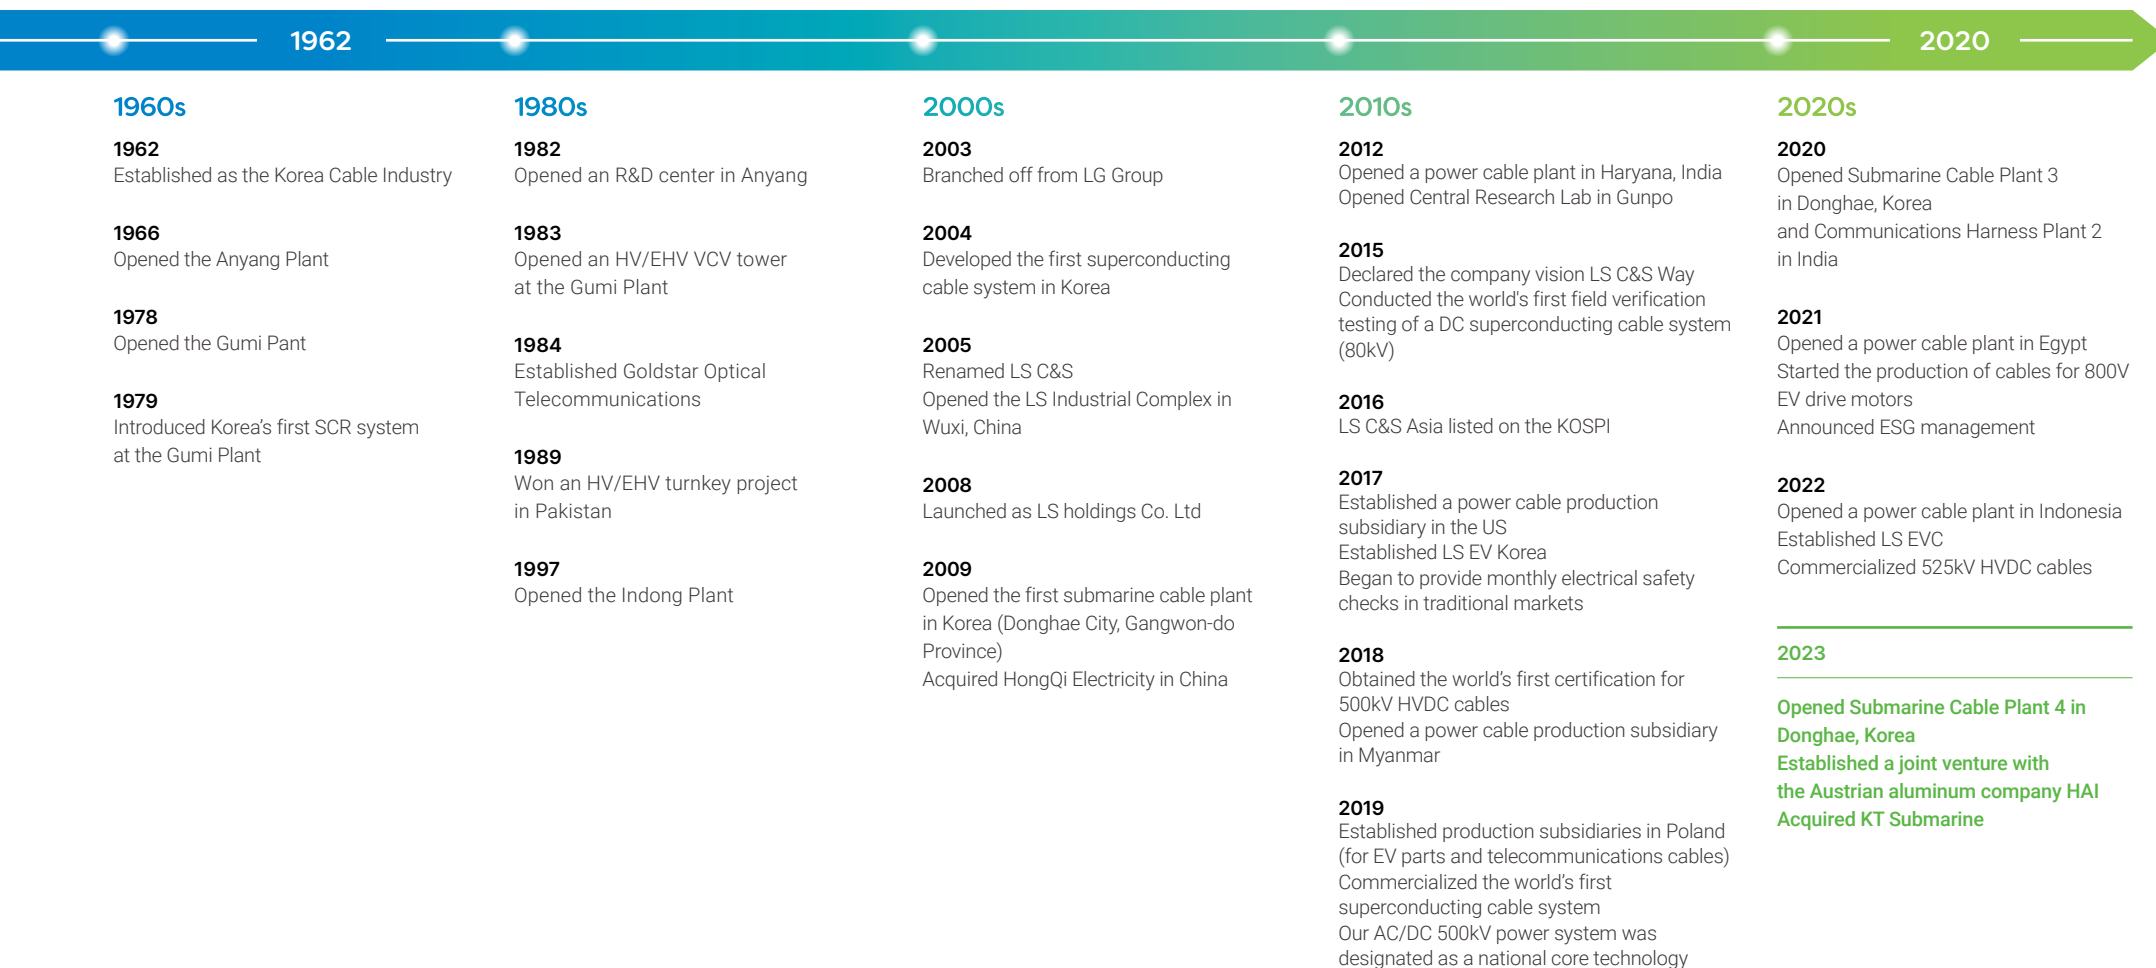 1962
2020
1960s
1962
Established as the Korea Cable Industry
1966
Opened the Anyang Plant
1978
Opened the Gumi Pant
1979
Introduced Korea’s first SCR system
at the Gumi Plant
1980s
1982
Opened an R&D center in Anyang
1983
Opened an HV/EHV VCV tower
at the Gumi Plant
1984
Established Goldstar Optical
Telecommunications
1989
Won an HV/EHV turnkey project
in Pakistan
1997
Opened the Indong Plant
2000s
2003
Branched off from LG Group
2004
Developed the first superconducting
cable system in Korea
2005
Renamed LS C&S
Opened the LS Industrial Complex in
Wuxi, China
2008
Launched as LS holdings Co. Ltd
2009
Opened the first submarine cable plant
in Korea (Donghae City, Gangwon-do
Province)
Acquired HongQi Electricity in China
2010s
2012
Opened a power cable plant in Haryana, India
Opened Central Research Lab in Gunpo
2015
Declared the company vision LS C&S Way
Conducted the world's first field verification
testing of a DC superconducting cable system
(80kV)
2016
LS C&S Asia listed on the KOSPI
2017
Established a power cable production
subsidiary in the US
Established LS EV Korea
Began to provide monthly electrical safety
checks in traditional markets
2018
Obtained the world’s first certification for
500kV HVDC cables
Opened a power cable production subsidiary
in Myanmar
2019
Established production subsidiaries in Poland
(for EV parts and telecommunications cables)
Commercialized the world’s first
superconducting cable system
Our AC/DC 500kV power system was
designated as a national core technology
2020s
2020
Opened Submarine Cable Plant 3
in Donghae, Korea
and Communications Harness Plant 2
in India
2021
Opened a power cable plant in Egypt
Started the production of cables for 800V
EV drive motors
Announced ESG management
2022
Opened a power cable plant in Indonesia
Established LS EVC
Commercialized 525kV HVDC cables
2023
Opened Submarine Cable Plant 4 in
Donghae, Korea
Established a joint venture with
the Austrian aluminum company HAI
Acquired KT Submarine